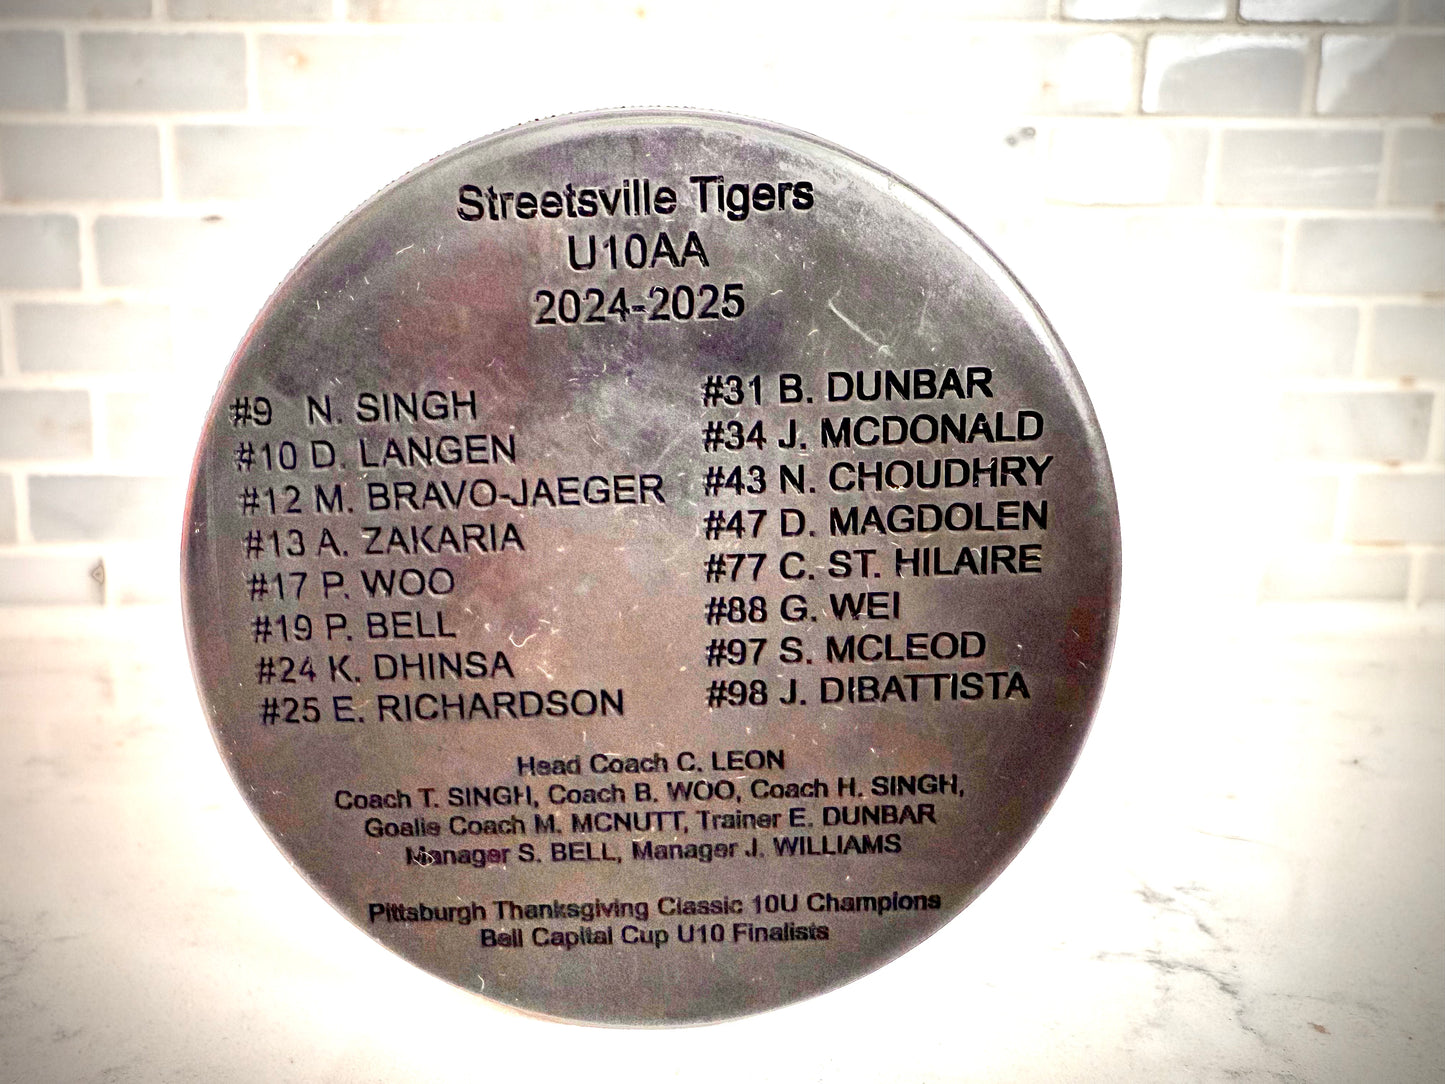 Streetsville Tigers
U10AA
2024-2025
#9 N. SINGH
#10 D. LANGEN
#12 M. BRAVO-JAEGER
#13 A. ZAKARIA
#17 P. WOO
#19 P. BELL
#24 K. DHINSA
#25 E. RICHARDSON
#31 B. DUNBAR
#34 J. MCDONALD
#43 N. CHOUDHRY
#47 D. MAGDOLEN
#77 C. ST. HILAIRE
#88 G. WEI
#97 S. MCLEOD
#98 J. DIBATTISTA
Head Coach C. LEON
Coach T. SINGH, Coach B. WOO, Coach H. SINGH,
Goalie Coach M. MCNUTT, Trainer E. DUNBAR
Manager S. BELL, Manager J. WILLIAMS
Pittsburgh Thanksgiving Classic 10U Champions
Bell Capital Cup U10 Finalists